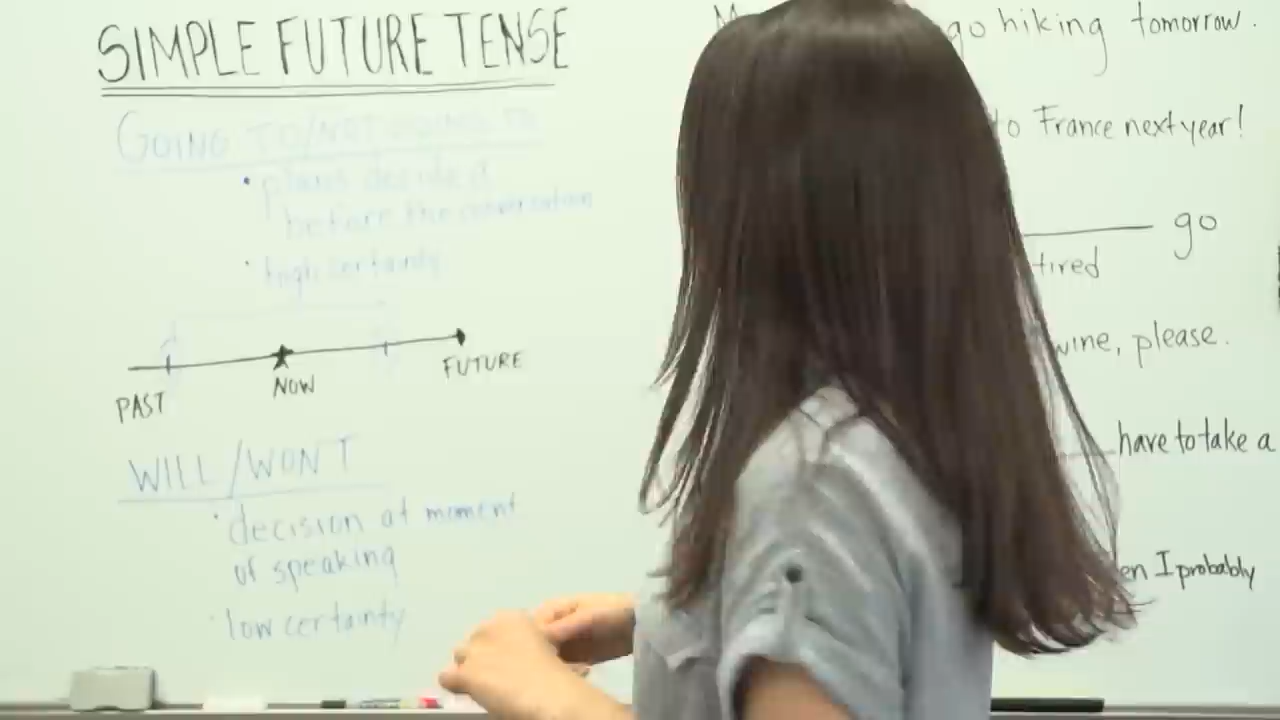 SIMPLE FUTURE TENSE
GOING TO/NOT GOING TO
• plans decided
before the conversation
• high certainty
PAST
NOW
FUTURE
WILL/WON'T
• decision at moment
of speaking
• low certainty
go hiking tomorrow.
to France next year!
go
tired
wine, please.
have to take a
I probably